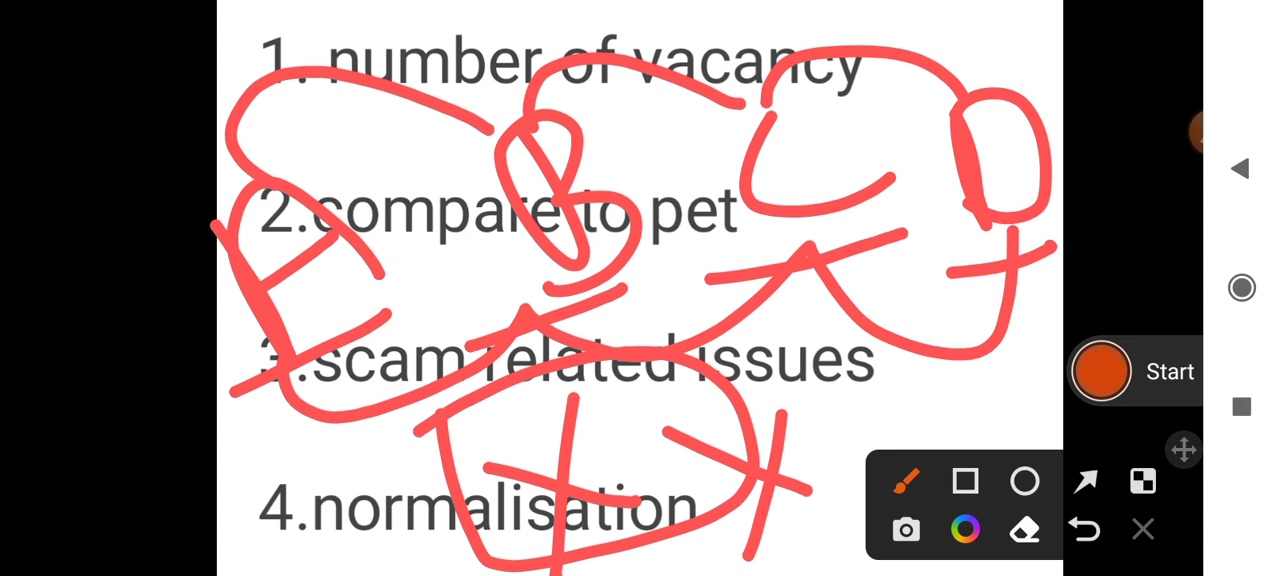 1. number of vacancy
2.compare to pet
3.scam related issues
4.normalisation
Start
E B C D